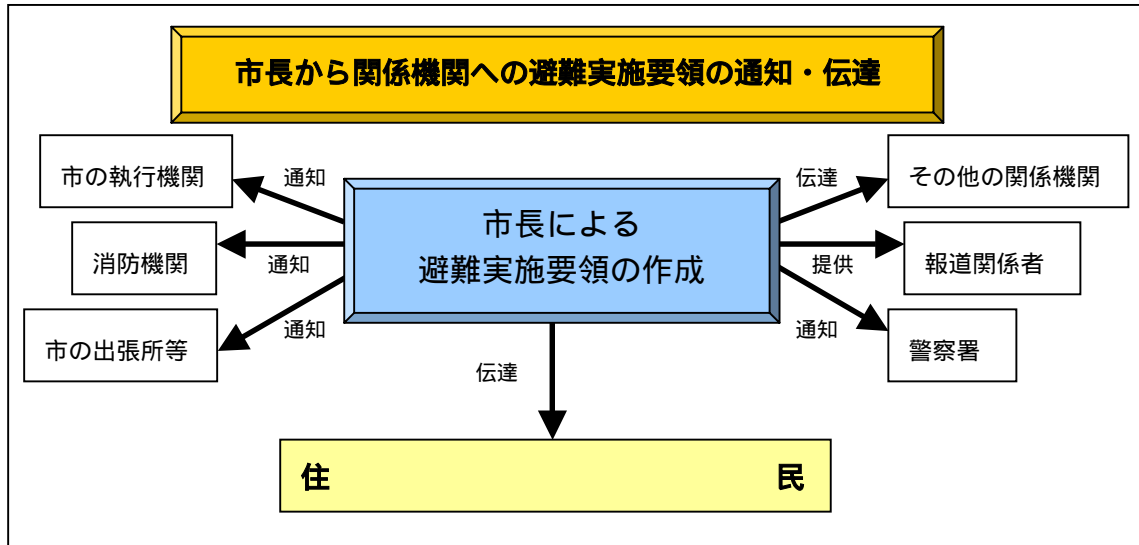 市長から関係機関への避難実施要領の通知・伝達
市の執行機関
通知
伝達
その他の関係機関
市長による
避難実施要領の作成
消防機関
通知
提供
報道関係者
市の出張所等
通知
通知
警察署
伝達
住 民